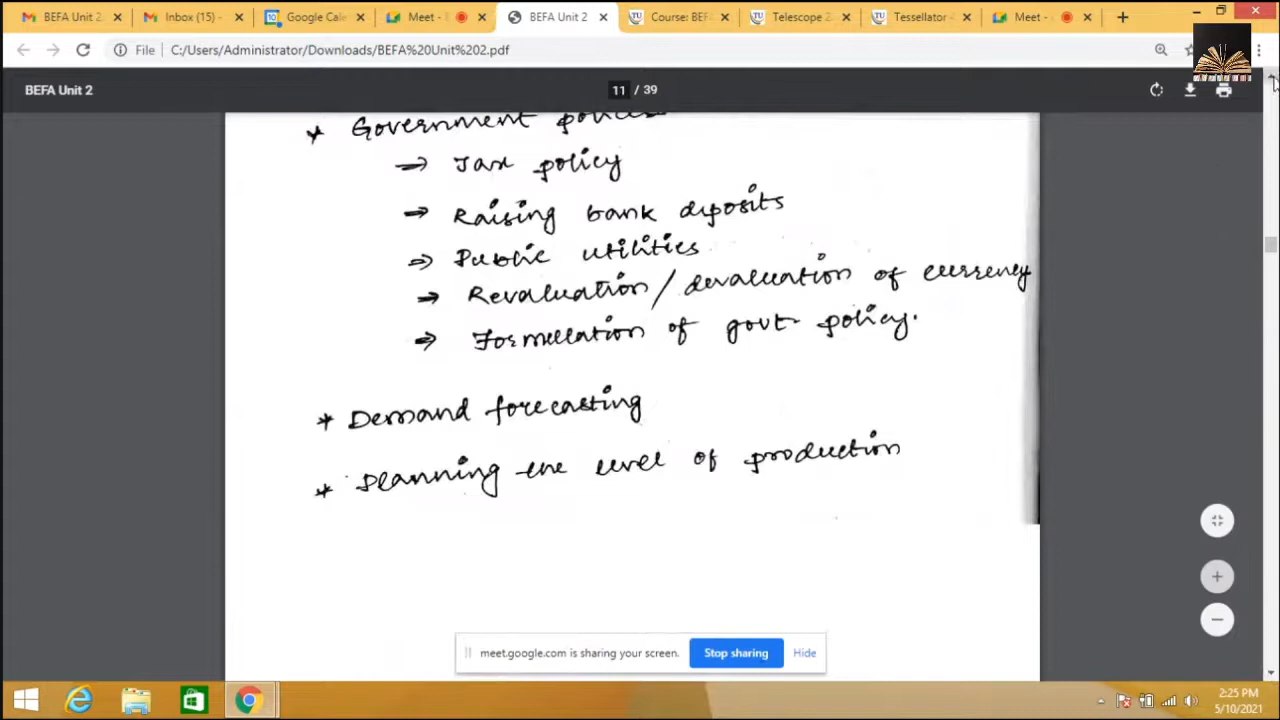 BEFA Unit 2
Inbox (15) -
Google Cale
Meet -
BEFA Unit 2
Course: BEF
Telescope 2
Tessellator
Meet -
File
C:/Users/Administrator/Downloads/BEFA%20Unit%202.pdf
BEFA Unit 2
11 / 39
* Government policies
⇒ Tax policy
⇒ Raising bank deposits
⇒ Public utilities
⇒ Revaluation / devaluation of currency
⇒ Formellation of govt policy.
* Demand forecasting
* Planning the level of production
meet.google.com is sharing your screen.
Stop sharing
Hide
2:25 PM
5/10/2021